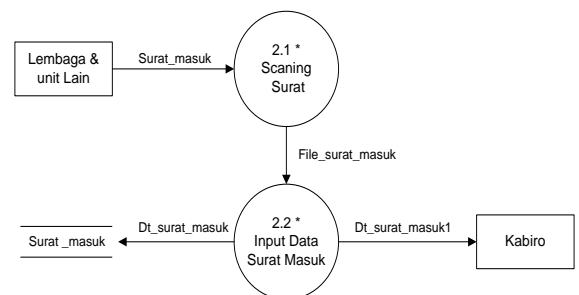 Lembaga &
unit Lain
Surat_masuk
2.1 *
Scaning
Surat
File_surat_masuk
Surat _masuk
Dt_surat_masuk
2.2 *
Input Data
Surat Masuk
Dt_surat_masuk1
Kabiro